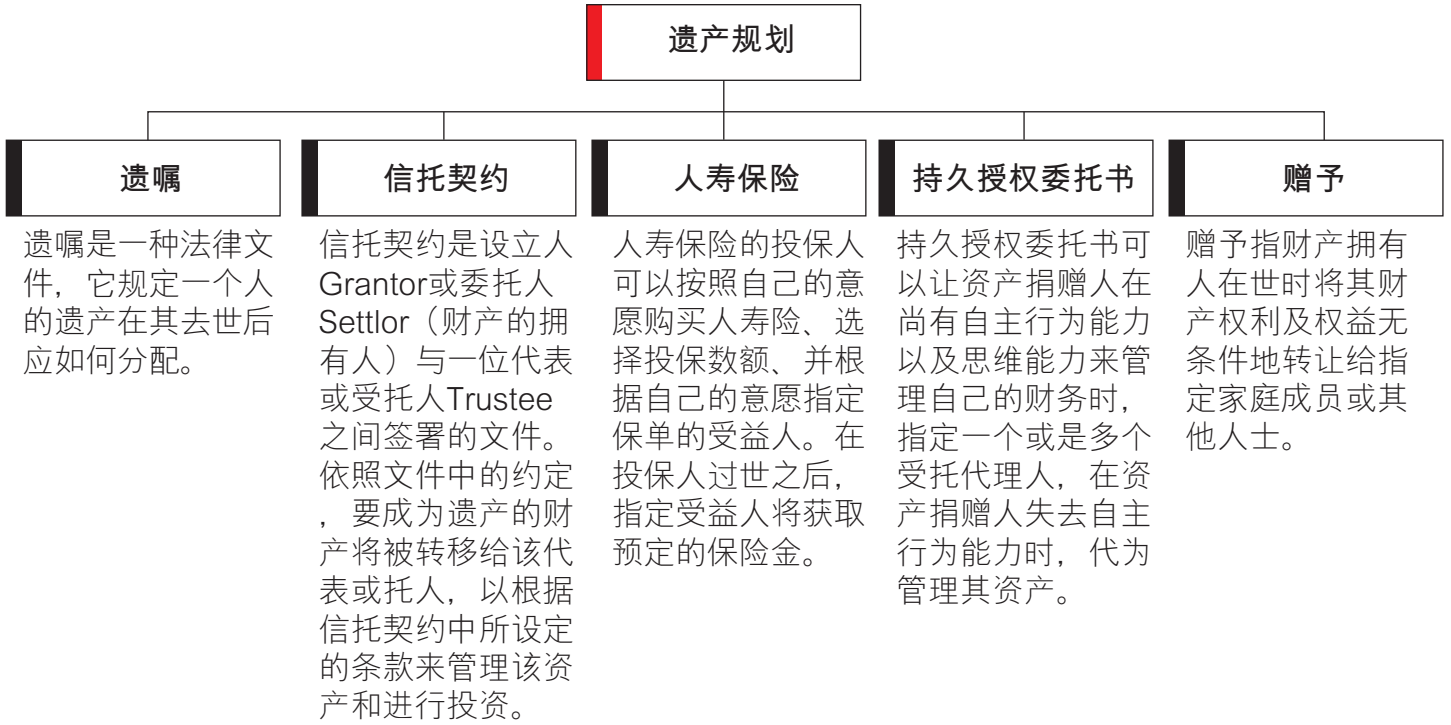 遗产规划
遗嘱
遗嘱是一种法律文
件，它规定一个人
的遗产在其去世后
应如何分配。
信托契约
信托契约是设立人
Grantor或委托人
Settlor（财产的拥
有人）与一位代表
或受托人Trustee
之间签署的文件。
依照文件中的约定
，要成为遗产的财
产将被转移给该代
表或托人，以根据
信托契约中所设定
的条款来管理该资
产和进行投资。
人寿保险
人寿保险的投保人
可以按照自己的意
愿购买人寿险、选
择投保数额、并根
据自己的意愿指定
保单的受益人。在
投保人过世之后，
指定受益人将获取
预定的保险金。
持久授权委托书
持久授权委托书可
以让资产捐赠人在
尚有自主行为能力
以及思维能力来管
理自己的财务时，
指定一个或是多个
受托代理人，在资
产捐赠人失去自主
行为能力时，代为
管理其资产。
赠予
赠予指财产拥有
人在世时将其财
产权利及权益无
条件地转让给指
定家庭成员或其
他人士。